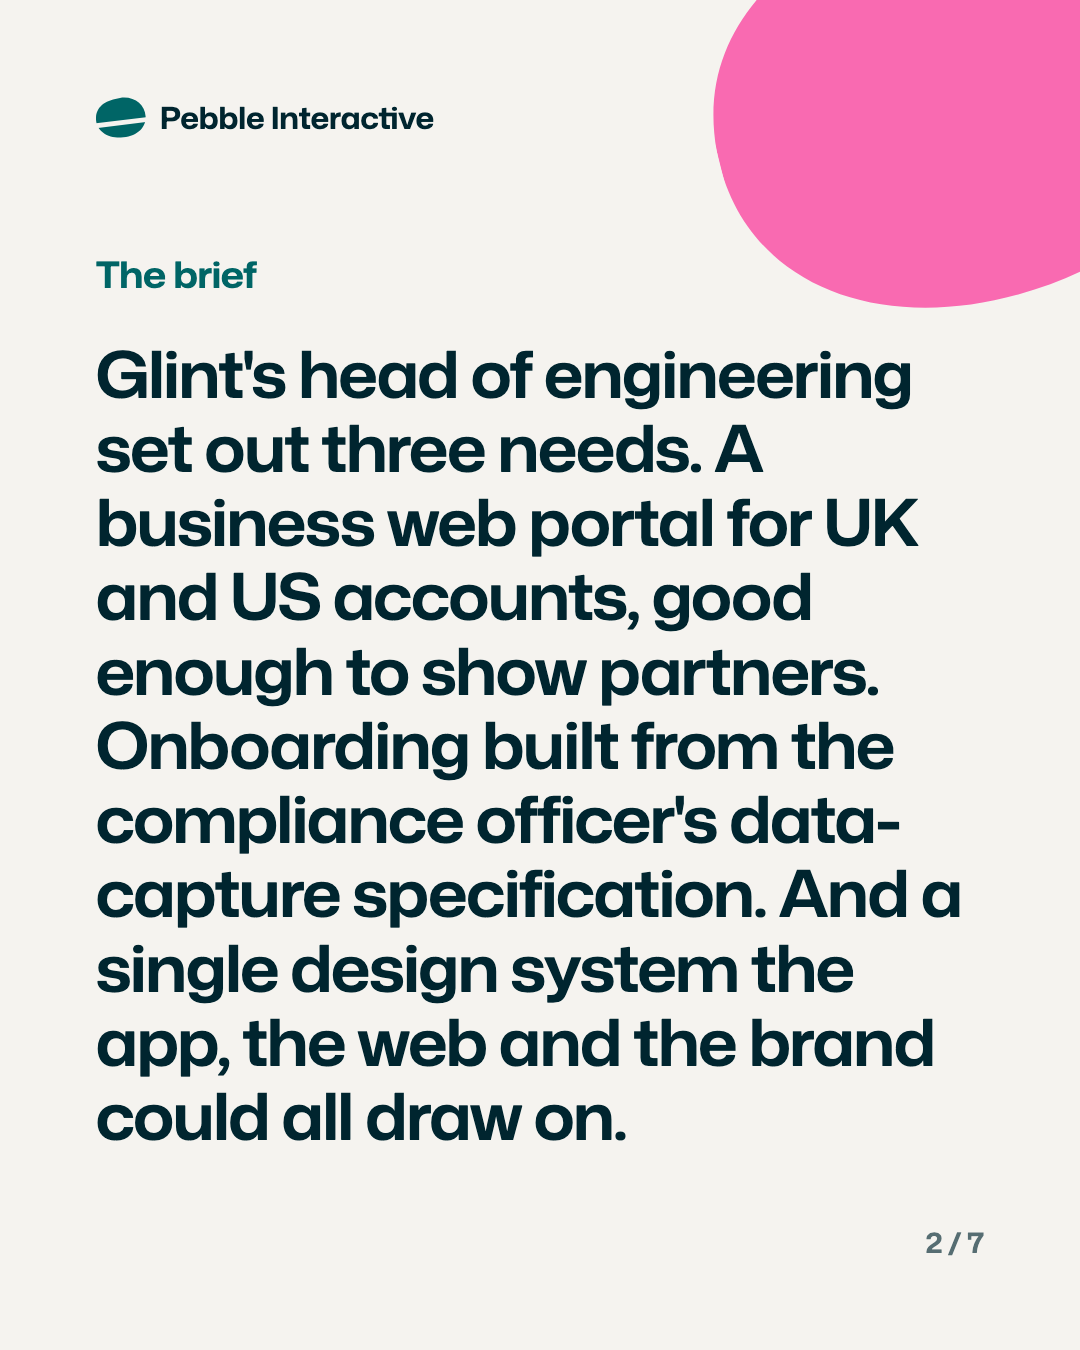 Pebble Interactive
The brief
Glint's head of engineering
set out three needs. A
business web portal for UK
and US accounts, good
enough to show partners.
Onboarding built from the
compliance officer's data-
capture specification. And a
single design system the
app, the web and the brand
could all draw on.
2 / 7